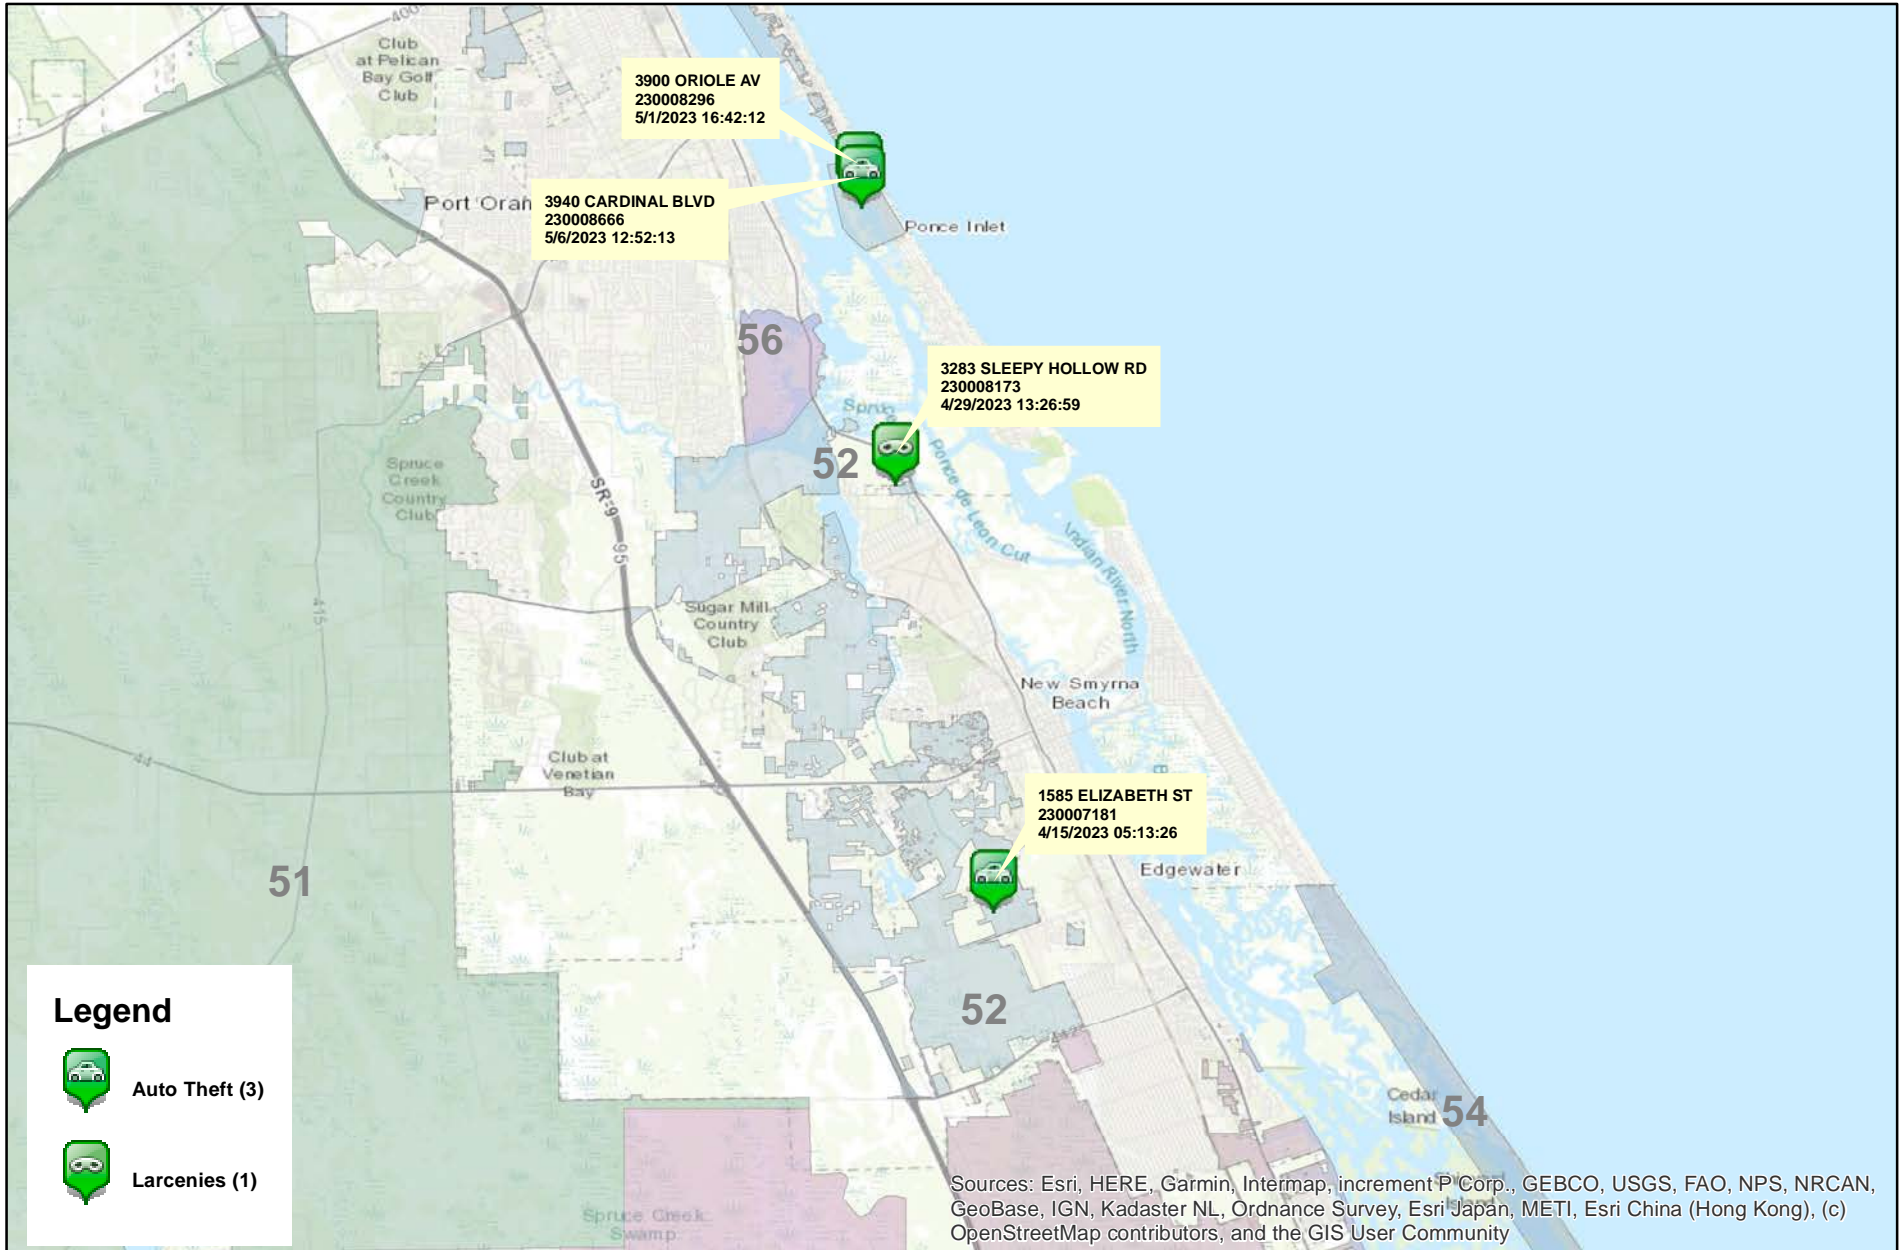 400
Club
at Pelican
Bay Golf
Club
3900 ORIOLE AV
230008296
5/1/2023 16:42:12
Port Oran
3940 CARDINAL BLVD
230008666
5/6/2023 12:52:13
Ponce Inlet
56
3283 SLEEPY HOLLOW RD
230008173
4/29/2023 13:26:59
Spruce
52
Ponce de Leon Cut
Spruce
Creek
Country
Club
SR-9
95
Indian River North
415
Sugar Mill
Country
Club
New Smyrna
Beach
44
Club at
Venetian
Bay
1585 ELIZABETH ST
230007181
4/15/2023 05:13:26
Edgewater
51
52
442
Cedar
Island
54
Legend
Auto Theft (3)
Larcenies (1)
Spruce Creek
Swamp
Island
Sources: Esri, HERE, Garmin, Intermap, increment P Corp., GEBCO, USGS, FAO, NPS, NRCAN,
GeoBase, IGN, Kadaster NL, Ordnance Survey, Esri Japan, METI, Esri China (Hong Kong), (c)
OpenStreetMap contributors, and the GIS User Community